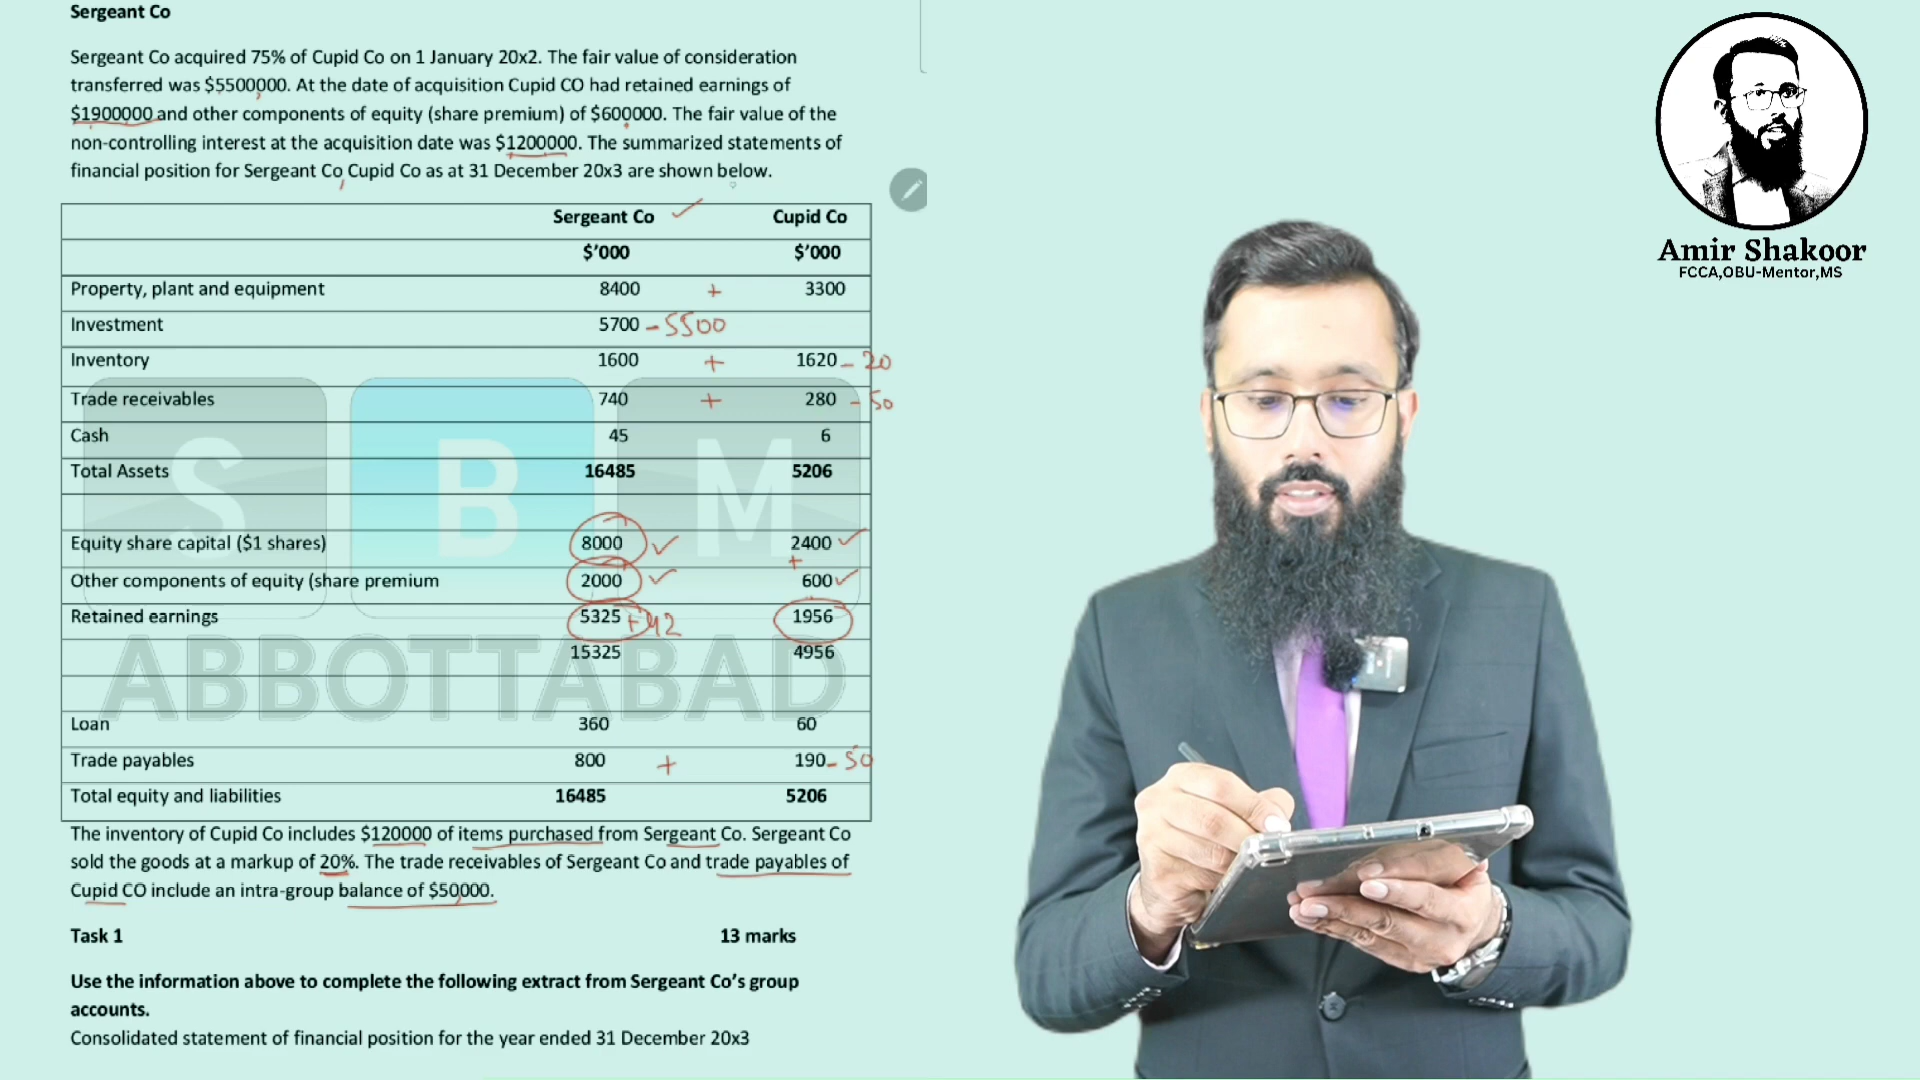 Sergeant Co
Sergeant Co acquired 75% of Cupid Co on 1 January 20x2. The fair value of consideration
transferred was $5500000. At the date of acquisition Cupid CO had retained earnings of
$1900000 and other components of equity (share premium) of $600000. The fair value of the
non-controlling interest at the acquisition date was $1200000. The summarized statements of
financial position for Sergeant Co Cupid Co as at 31 December 20x3 are shown below.
Sergeant Co ✓ Cupid Co
$'000 $'000
Property, plant and equipment 8400 + 3300
Investment 5700 - 5500
Inventory 1600 + 1620 - 20
Trade receivables 740 + 280 - 50
Cash 45 6
Total Assets 16485 5206
Equity share capital ($1 shares) 8000 ✓ 2400 ✓
+
Other components of equity (share premium 2000 ✓ 600 ✓
Retained earnings 5325 + 42 1956
15325 4956
Loan 360 60
Trade payables 800 + 190 - 50
Total equity and liabilities 16485 5206
The inventory of Cupid Co includes $120000 of items purchased from Sergeant Co. Sergeant Co
sold the goods at a markup of 20%. The trade receivables of Sergeant Co and trade payables of
Cupid CO include an intra-group balance of $50000.
Task 1 13 marks
Use the information above to complete the following extract from Sergeant Co's group
accounts.
Consolidated statement of financial position for the year ended 31 December 20x3
S B M
ABBOTTABAD
Amir Shakoor
FCCA,OBU-Mentor,MS